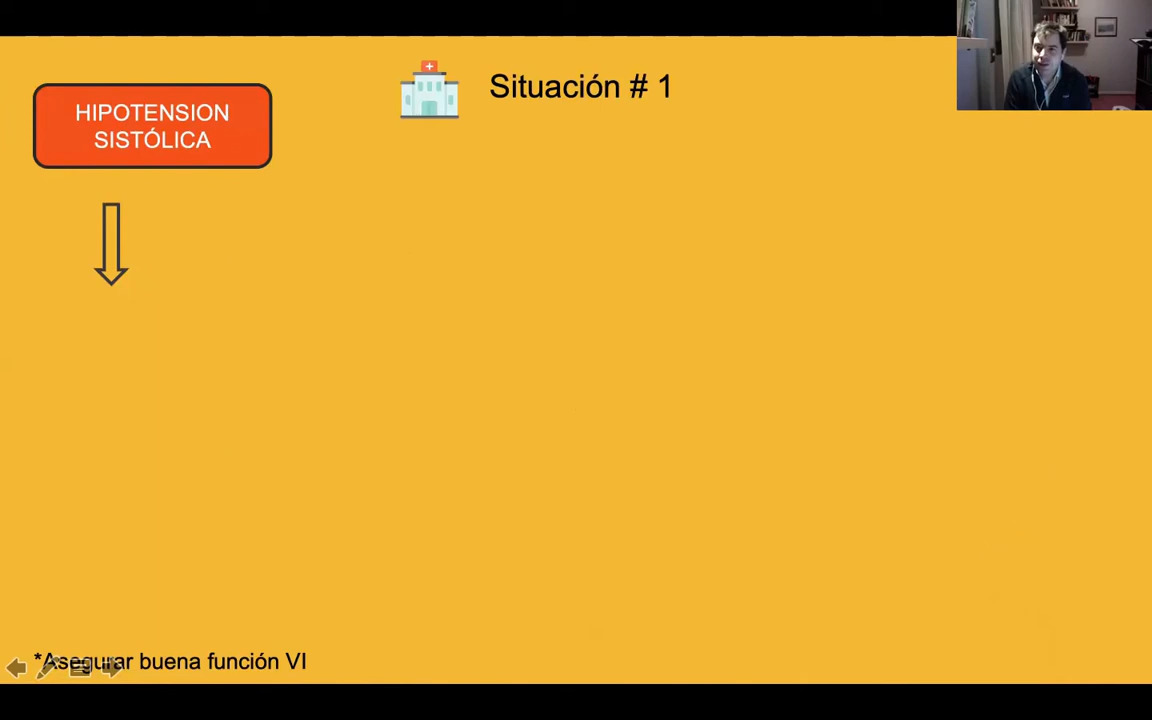 Situación # 1
HIPOTENSION
SISTÓLICA
*Asegurar buena función VI